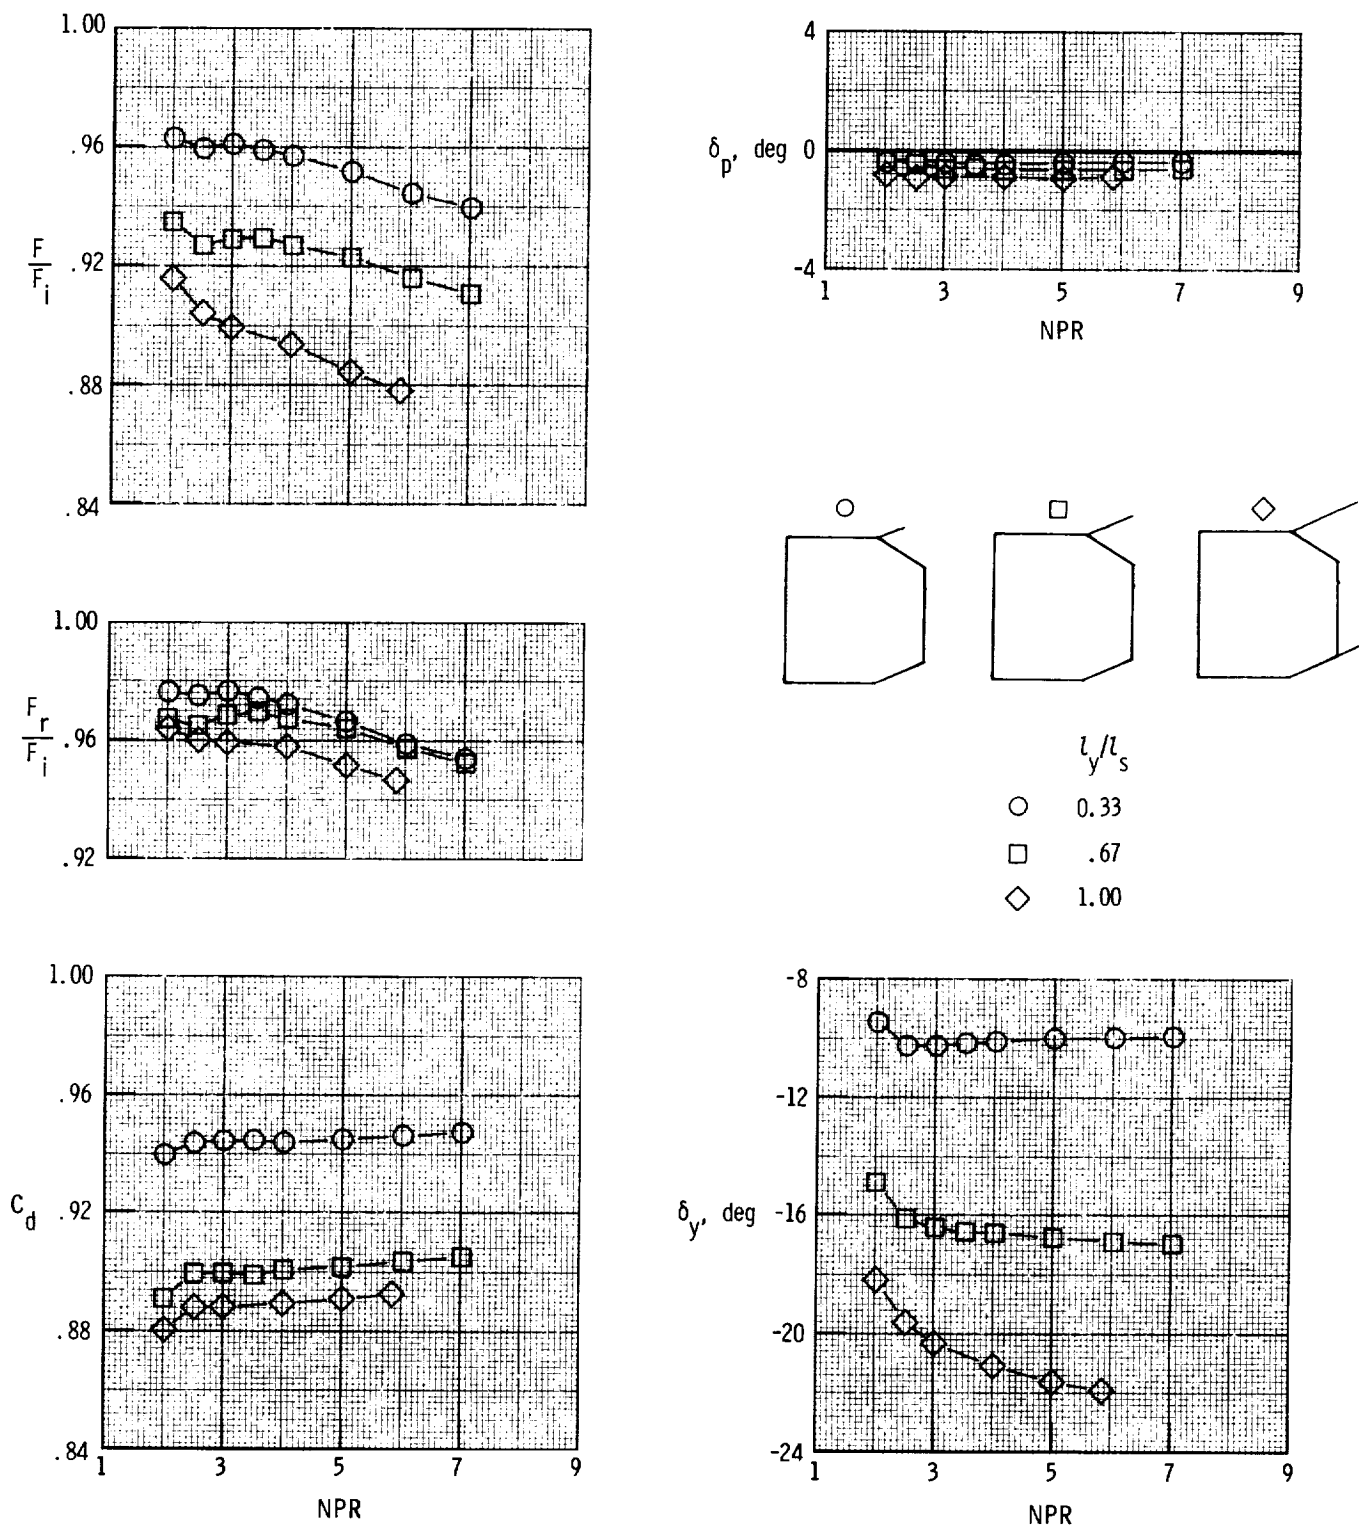 1.00
.96
F
F_i
.92
.88
.84
4
δ_p, deg 0
-4
1 3 5 7 9
NPR
1.00
F_r
F_i
.96
.92
l_y/l_s
0.33
.67
1.00
1.00
.96
C_d .92
.88
.84
1 3 5 7 9
NPR
-8
-12
δ_y, deg -16
-20
-24
1 3 5 7 9
NPR